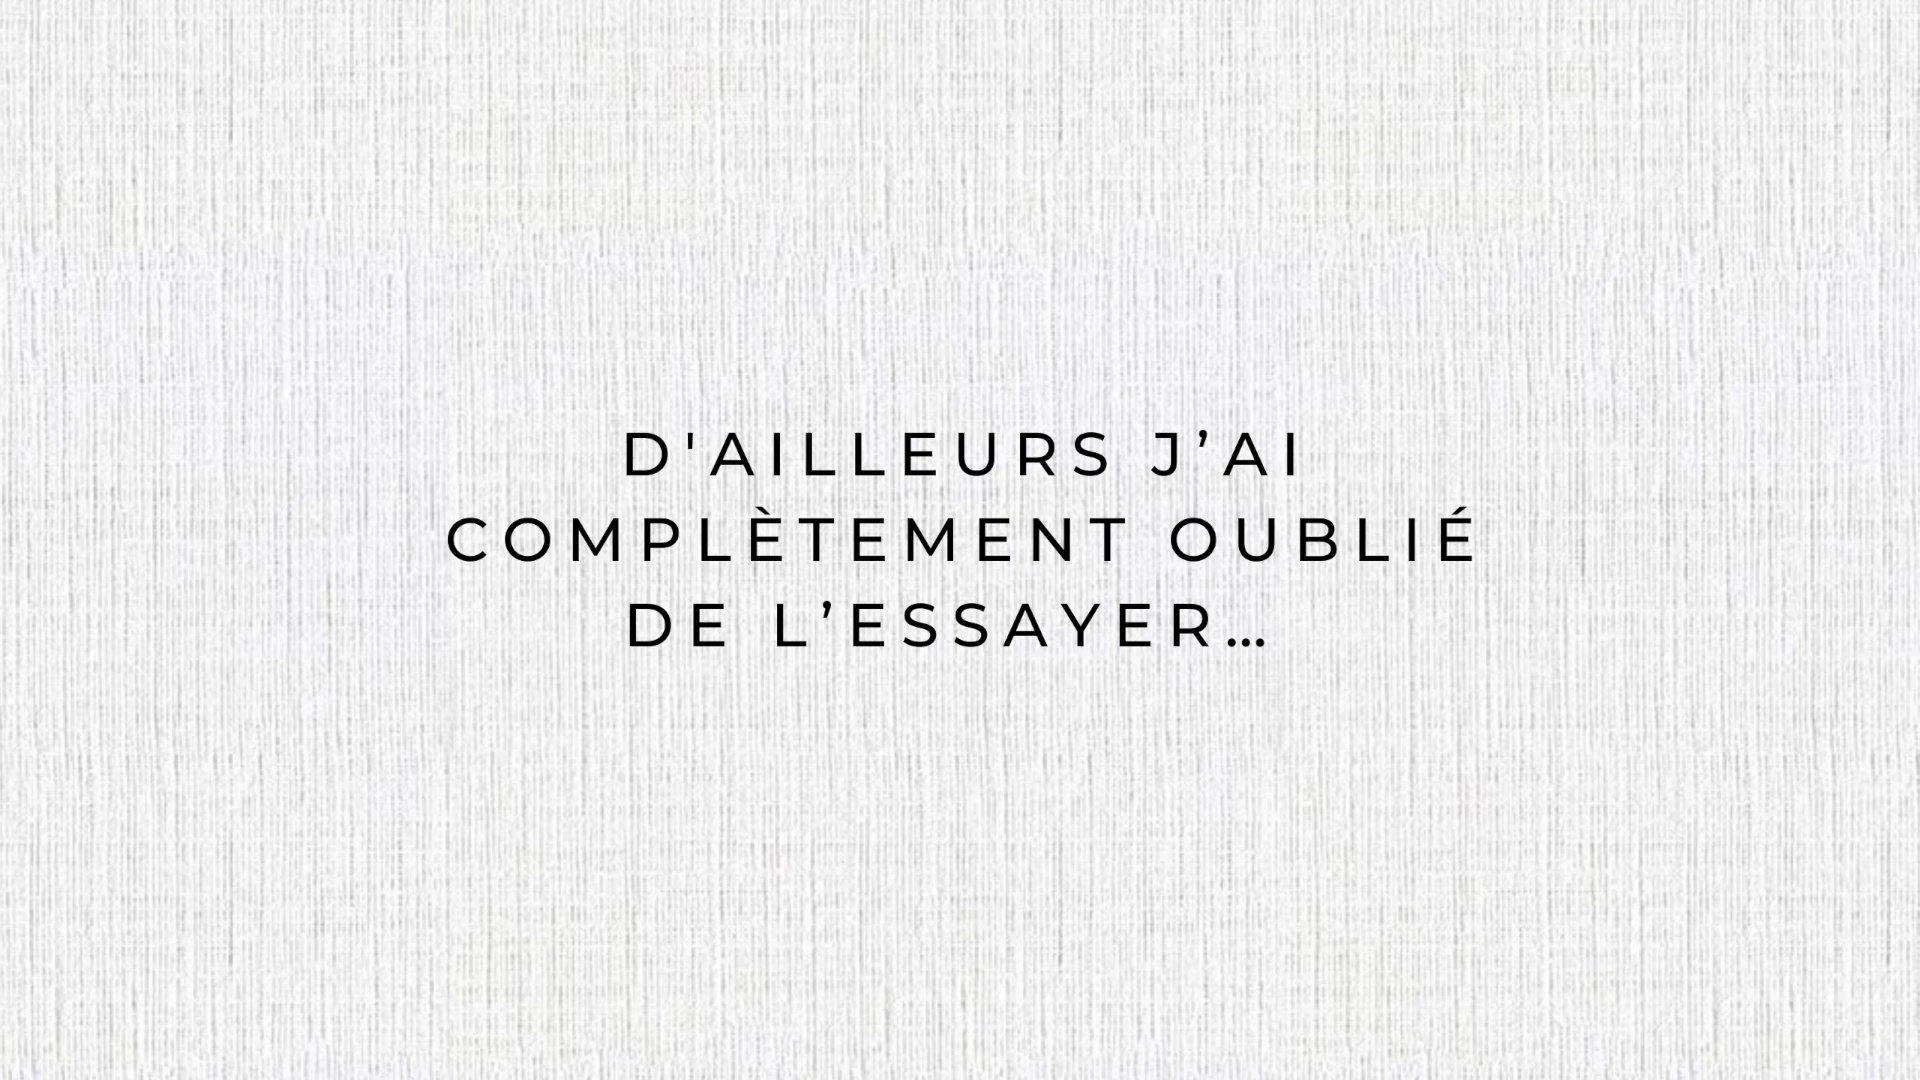 D'AILLEURS J’AI
COMPLÈTEMENT OUBLIÉ
DE L’ESSAYER…